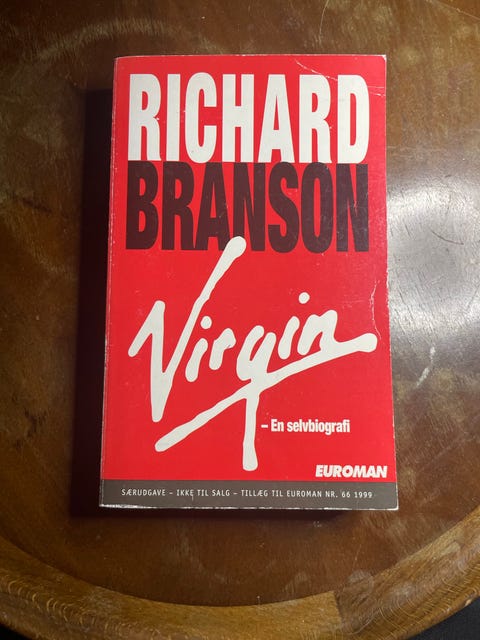 RICHARD
BRANSON
Virgin
– En selvbiografi
EUROMAN
SÆRUDGAVE – IKKE TIL SALG – TILLÆG TIL EUROMAN NR. 66 1999